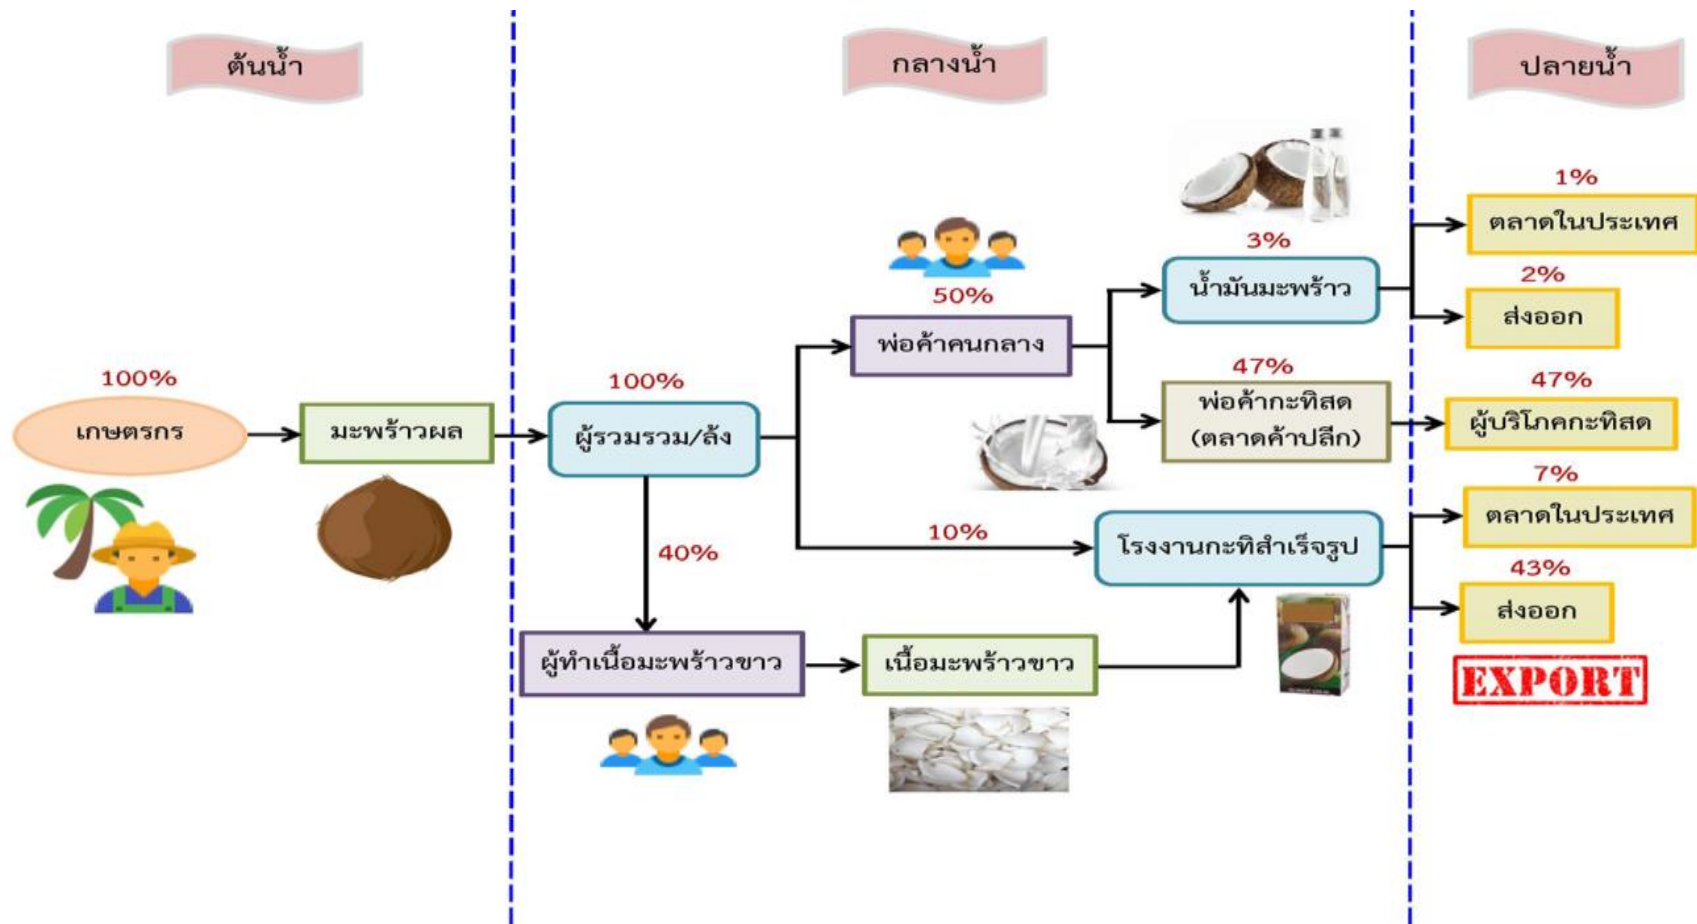 ต้นน้ำ
กลางน้ำ
ปลายน้ำ
100%
เกษตรกร
มะพร้าวผล
100%
ผู้รวมรวม/ล้ง
40%
ผู้ทำเนื้อมะพร้าวขาว
เนื้อมะพร้าวขาว
50%
พ่อค้าคนกลาง
3%
น้ำมันมะพร้าว
47%
พ่อค้ากะทิสด
(ตลาดค้าปลีก)
10%
โรงงานกะทิสำเร็จรูป
1%
ตลาดในประเทศ
2%
ส่งออก
47%
ผู้บริโภคกะทิสด
7%
ตลาดในประเทศ
43%
ส่งออก
EXPORT